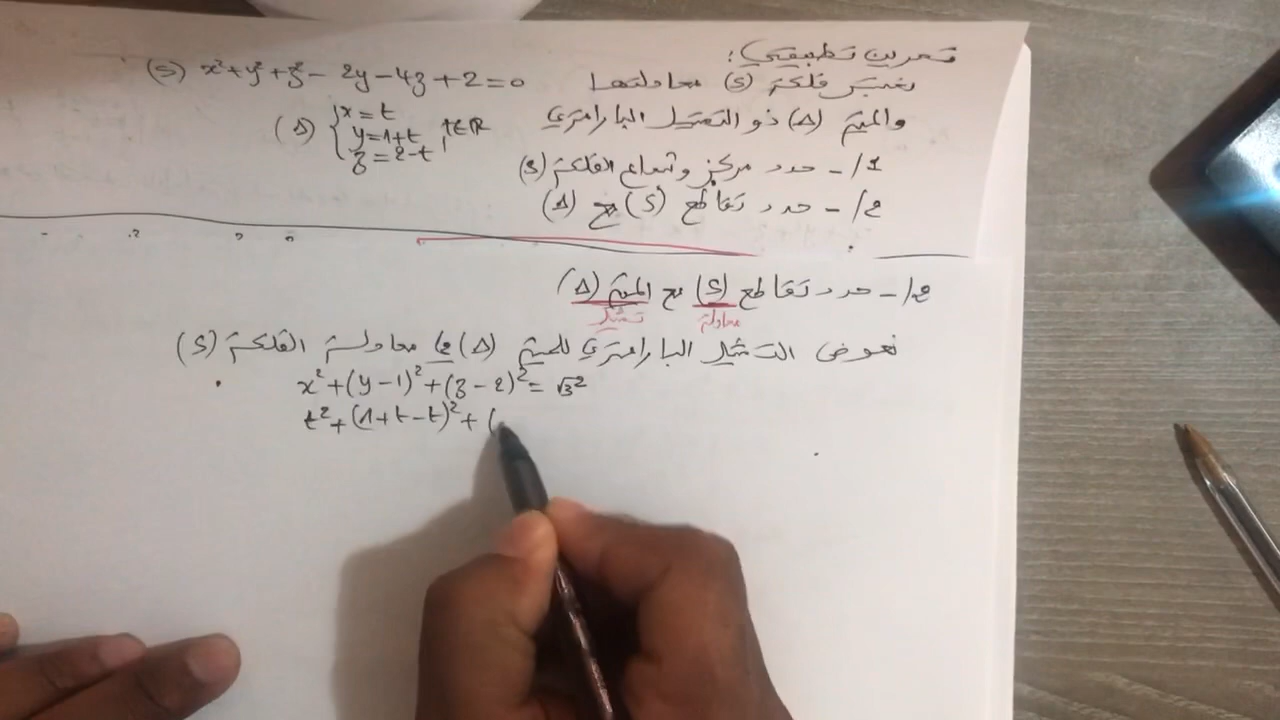 تمرين تطبيقي :
نعتبر فلكة (S) معادلتها (S) x²+y²+z²- 2y-4z+2=0
والمستقيم (Δ) ذو التمثيل البارامتري (Δ) { x=t
y=1+t , t∈ℝ
z=2-t
1/- حدد مركز وشعاع الفلكة (S)
2/- حدد تقاطع (S) مع (Δ)
2/- حدد تقاطع (S) مع المستقيم (Δ)
معادلة تمثيل
نعوض التمثيل البارامتري للمستقيم (Δ) في معادلة الفلكة (S)
x²+(y-1)²+(z-2)²=√3²
t²+(1+t-t)²+(